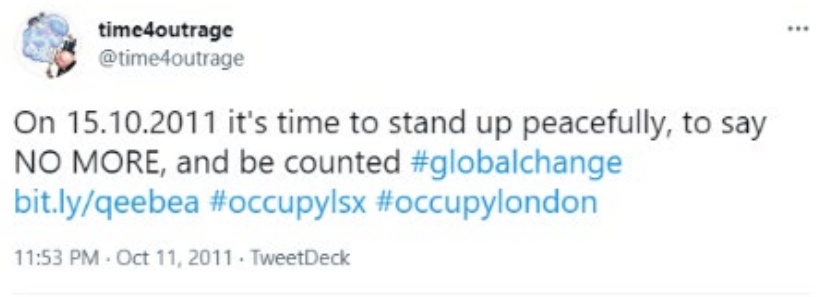 time4outrage
@time4outrage
On 15.10.2011 it's time to stand up peacefully, to say
NO MORE, and be counted #globalchange
bit.ly/qeebea #occupylsx #occupylondon
11:53 PM · Oct 11, 2011 · TweetDeck